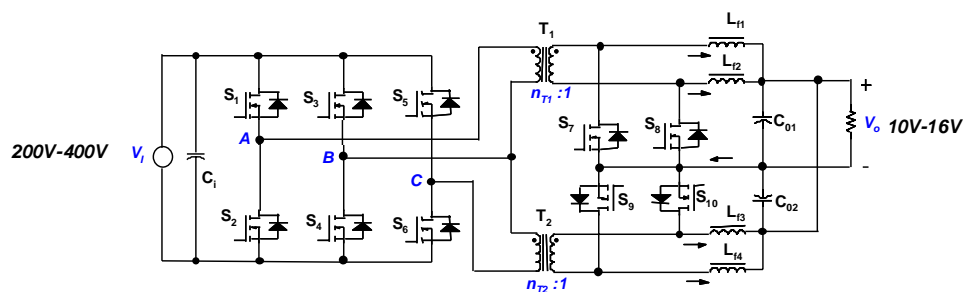 T1
Lf1
Lf2
nT1:1
S1
S3
S5
A
B
C
200V-400V
VI
Ci
S2
S4
S6
S7
S8
C01
+
Vo
10V-16V
-
S9
S10
C02
T2
Lf3
Lf4
nT2:1